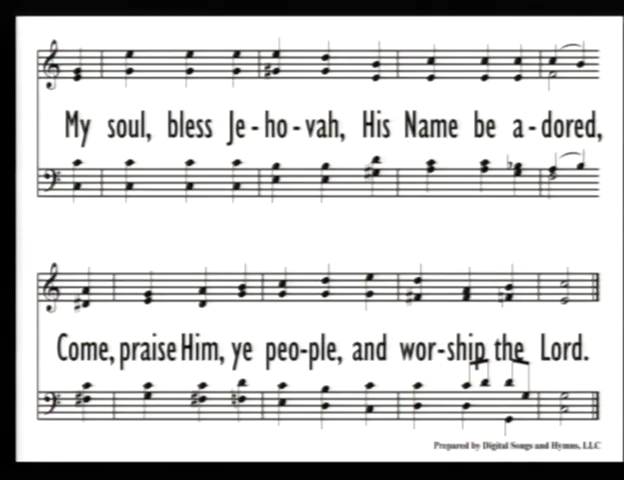 My soul, bless Je-ho-vah, His Name be a-dored,
Come, praise Him, ye peo-ple, and wor-ship the Lord.
Prepared by Digital Songs and Hymns, LLC